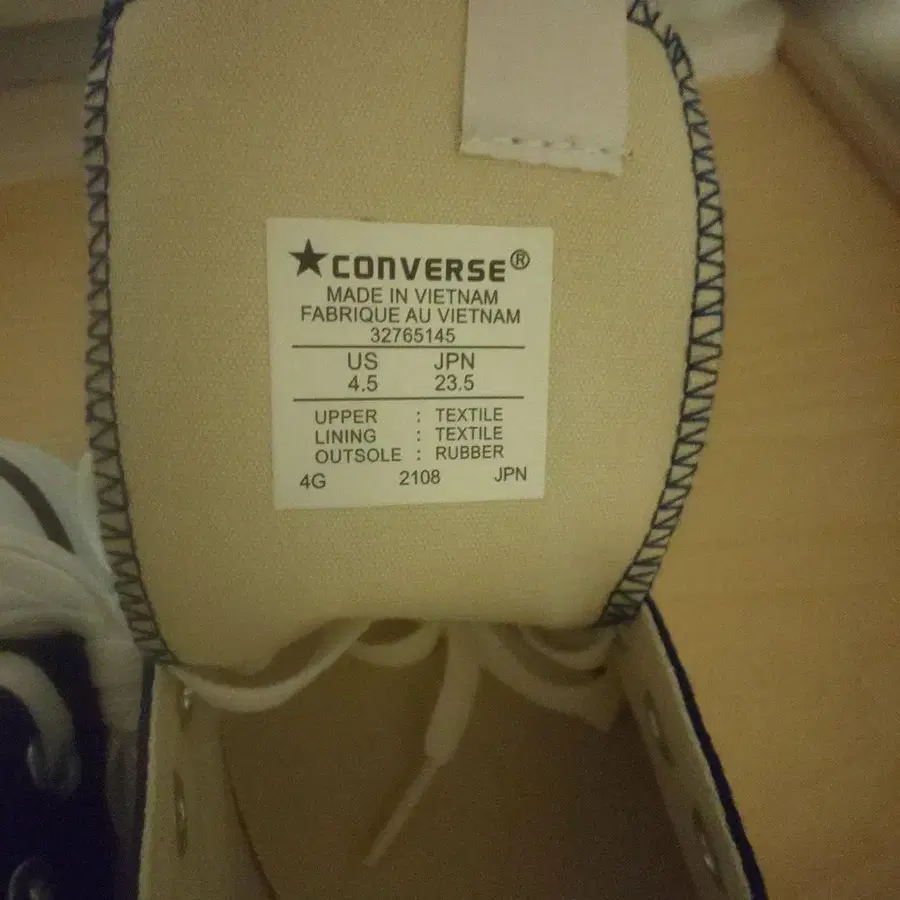 ★CONVERSE®
MADE IN VIETNAM
FABRIQUE AU VIETNAM
32765145
US JPN
4.5 23.5
UPPER : TEXTILE
LINING : TEXTILE
OUTSOLE : RUBBER
4G 2108 JPN